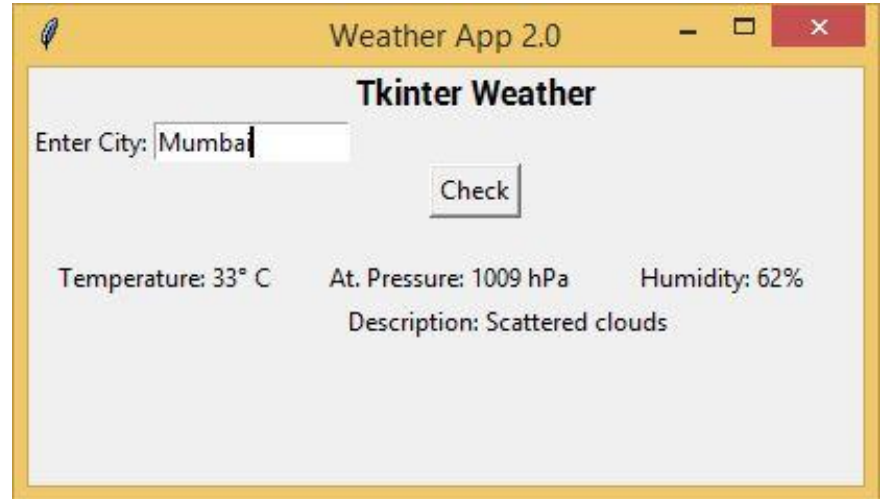 Weather App 2.0
Tkinter Weather
Enter City: Mumbai
Check
Temperature: 33° C At. Pressure: 1009 hPa Humidity: 62%
Description: Scattered clouds